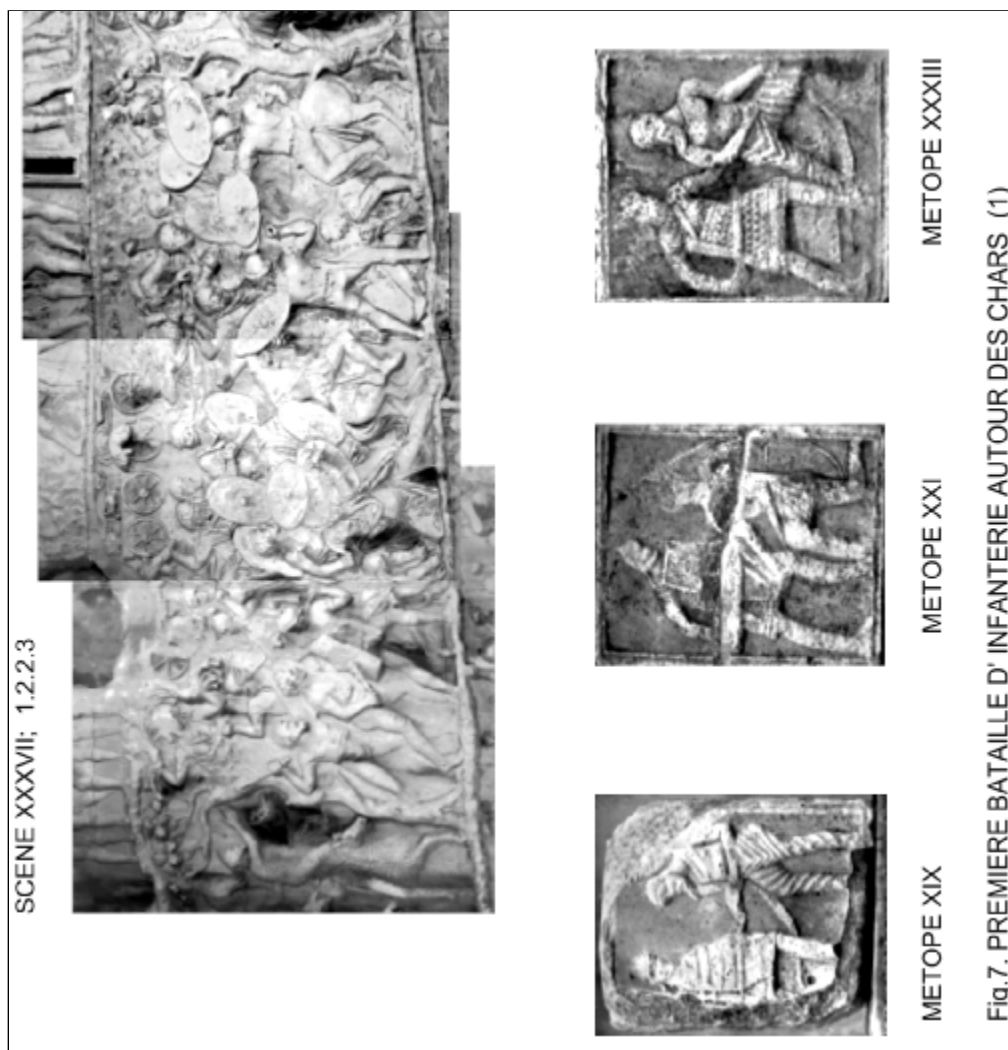 SCENE XXXVII; 1.2.2.3
METOPE XIX
METOPE XXI
METOPE XXXIII
Fig.7. PREMIERE BATAILLE D' INFANTERIE AUTOUR DES CHARS (1)